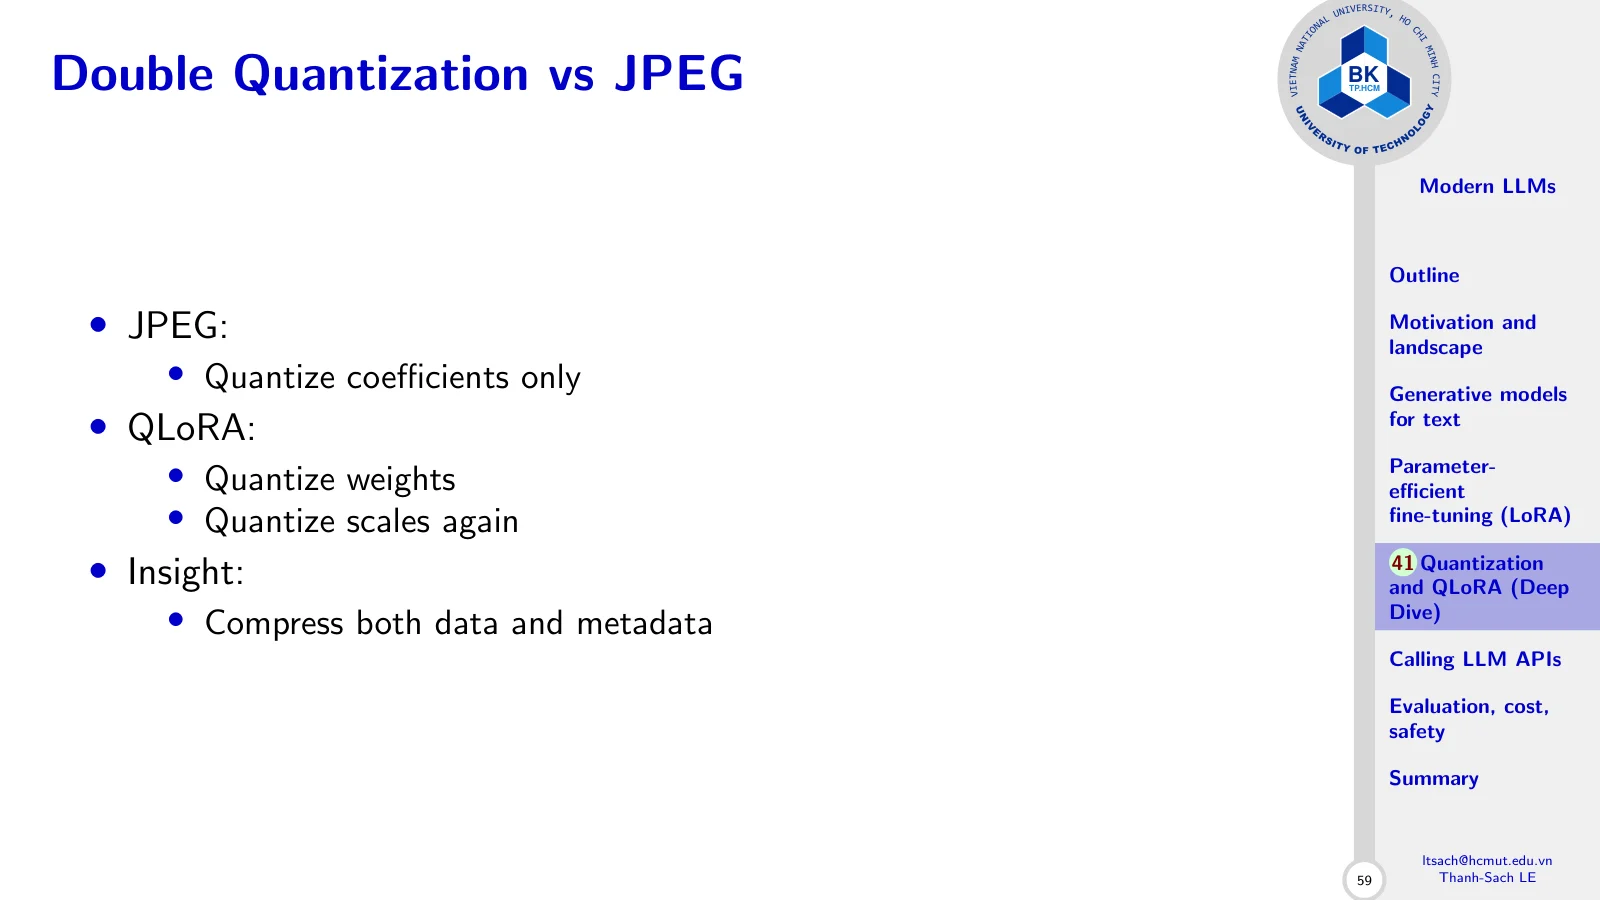 Double Quantization vs JPEG
• JPEG:
• Quantize coefficients only
• QLoRA:
• Quantize weights
• Quantize scales again
• Insight:
• Compress both data and metadata
VIETNAM NATIONAL UNIVERSITY, HO CHI MINH CITY
BK
TP.HCM
UNIVERSITY OF TECHNOLOGY
Modern LLMs
Outline
Motivation and
landscape
Generative models
for text
Parameter-
efficient
fine-tuning (LoRA)
41 Quantization
and QLoRA (Deep
Dive)
Calling LLM APIs
Evaluation, cost,
safety
Summary
ltsach@hcmut.edu.vn
Thanh-Sach LE
59